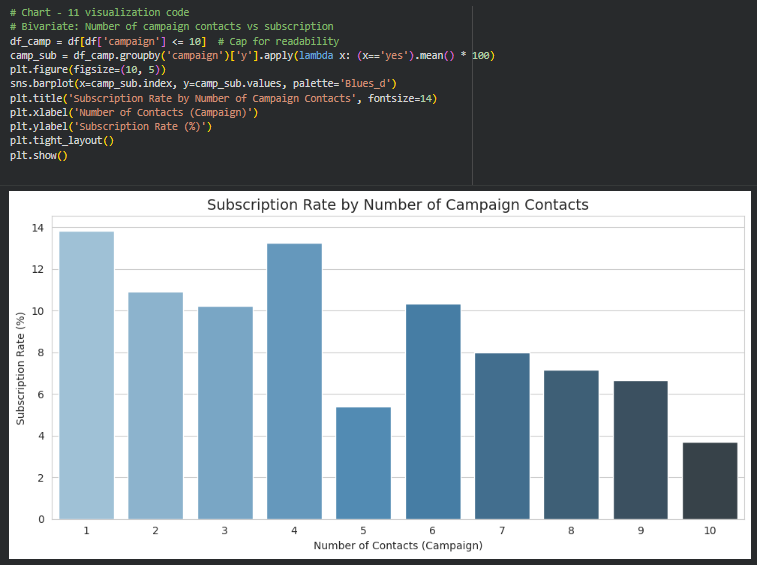 # Chart - 11 visualization code
# Bivariate: Number of campaign contacts vs subscription
df_camp = df[df['campaign'] <= 10]  # Cap for readability
camp_sub = df_camp.groupby('campaign')['y'].apply(lambda x: (x=='yes').mean() * 100)
plt.figure(figsize=(10, 5))
sns.barplot(x=camp_sub.index, y=camp_sub.values, palette='Blues_d')
plt.title('Subscription Rate by Number of Campaign Contacts', fontsize=14)
plt.xlabel('Number of Contacts (Campaign)')
plt.ylabel('Subscription Rate (%)')
plt.tight_layout()
plt.show()
Subscription Rate by Number of Campaign Contacts
Subscription Rate (%)
14
12
10
8
6
4
2
0
1 2 3 4 5 6 7 8 9 10
Number of Contacts (Campaign)